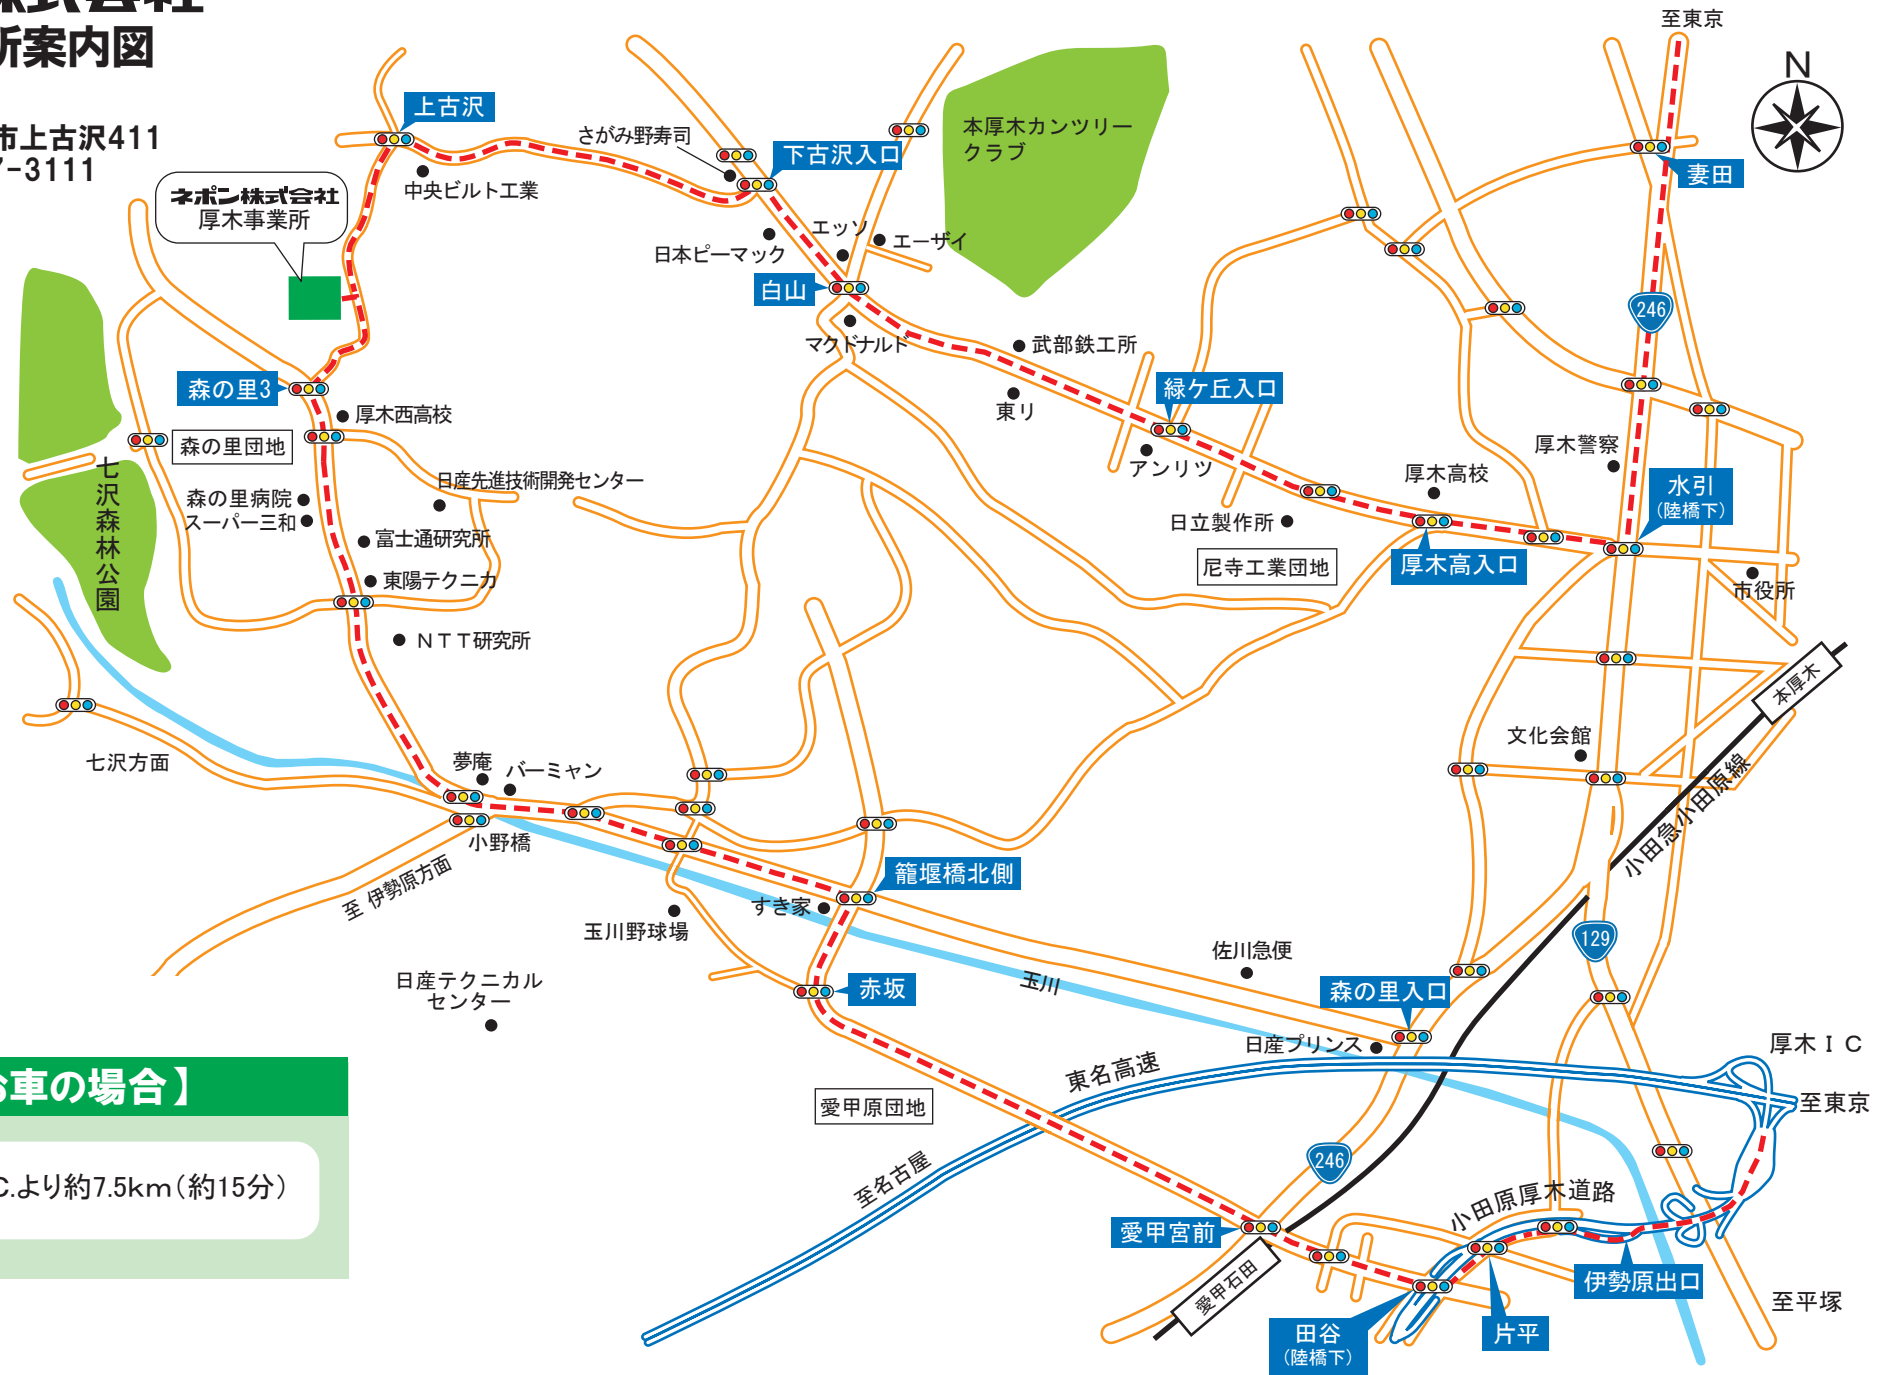 株式会社
所案内図
市上古沢411
7-3111
至東京
N
上古沢
さがみ野寿司
下古沢入口
本厚木カンツリー
クラブ
妻田
中央ビルト工業
ネポン株式会社
厚木事業所
日本ピーマック
エッソ
エーザイ
白山
246
マクドナルド
武部鉄工所
森の里3
緑ケ丘入口
東リ
厚木西高校
森の里団地
アンリツ
厚木高校
厚木警察
七沢森林公園
日産先進技術開発センター
水引
(陸橋下)
森の里病院
スーパー三和
日立製作所
富士通研究所
尼寺工業団地
厚木高入口
東陽テクニカ
市役所
NTT研究所
本厚木
文化会館
七沢方面
夢庵
バーミャン
小田急小田原線
小野橋
至 伊勢原方面
籠堰橋北側
すき家
玉川野球場
129
佐川急便
日産テクニカル
センター
玉川
赤坂
森の里入口
日産プリンス
厚木IC
東名高速
お車の場合】
愛甲原団地
至東京
246
至名古屋
C.より約7.5km(約15分)
小田原厚木道路
愛甲宮前
愛甲石田
伊勢原出口
至平塚
田谷
(陸橋下)
片平